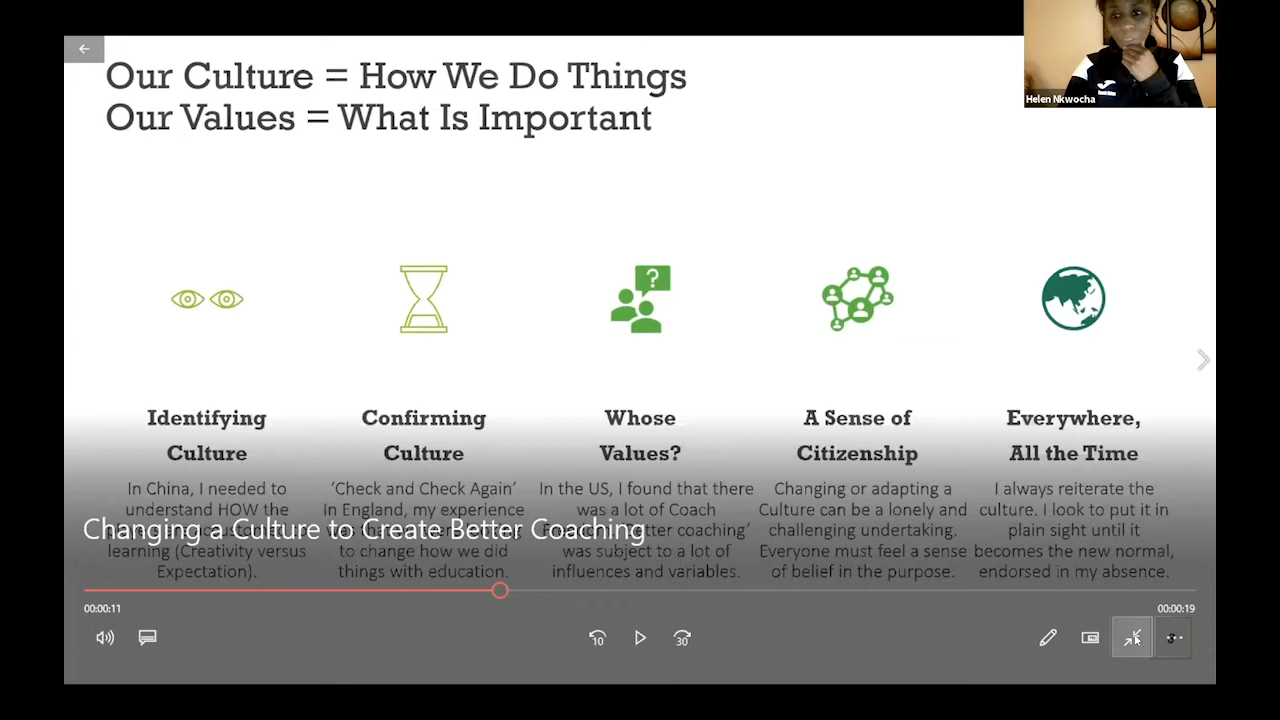 Our Culture = How We Do Things
Our Values = What Is Important
Helen Nkwocha
?
Identifying
Culture
In China, I needed to
understand HOW the
learning (Creativity versus
Expectation).
Confirming
Culture
‘Check and Check Again’
In England, my experience
to change how we did
things with education.
Whose
Values?
In the US, I found that there
was a lot of Coach
coaching’
was subject to a lot of
influences and variables.
A Sense of
Citizenship
Changing or adapting a
Culture can be a lonely and
challenging undertaking.
Everyone must feel a sense
of belief in the purpose.
Everywhere,
All the Time
I always reiterate the
culture. I look to put it in
plain sight until it
becomes the new normal,
endorsed in my absence.
Changing a Culture to Create Better Coaching
00:00:11
00:00:19
10
30